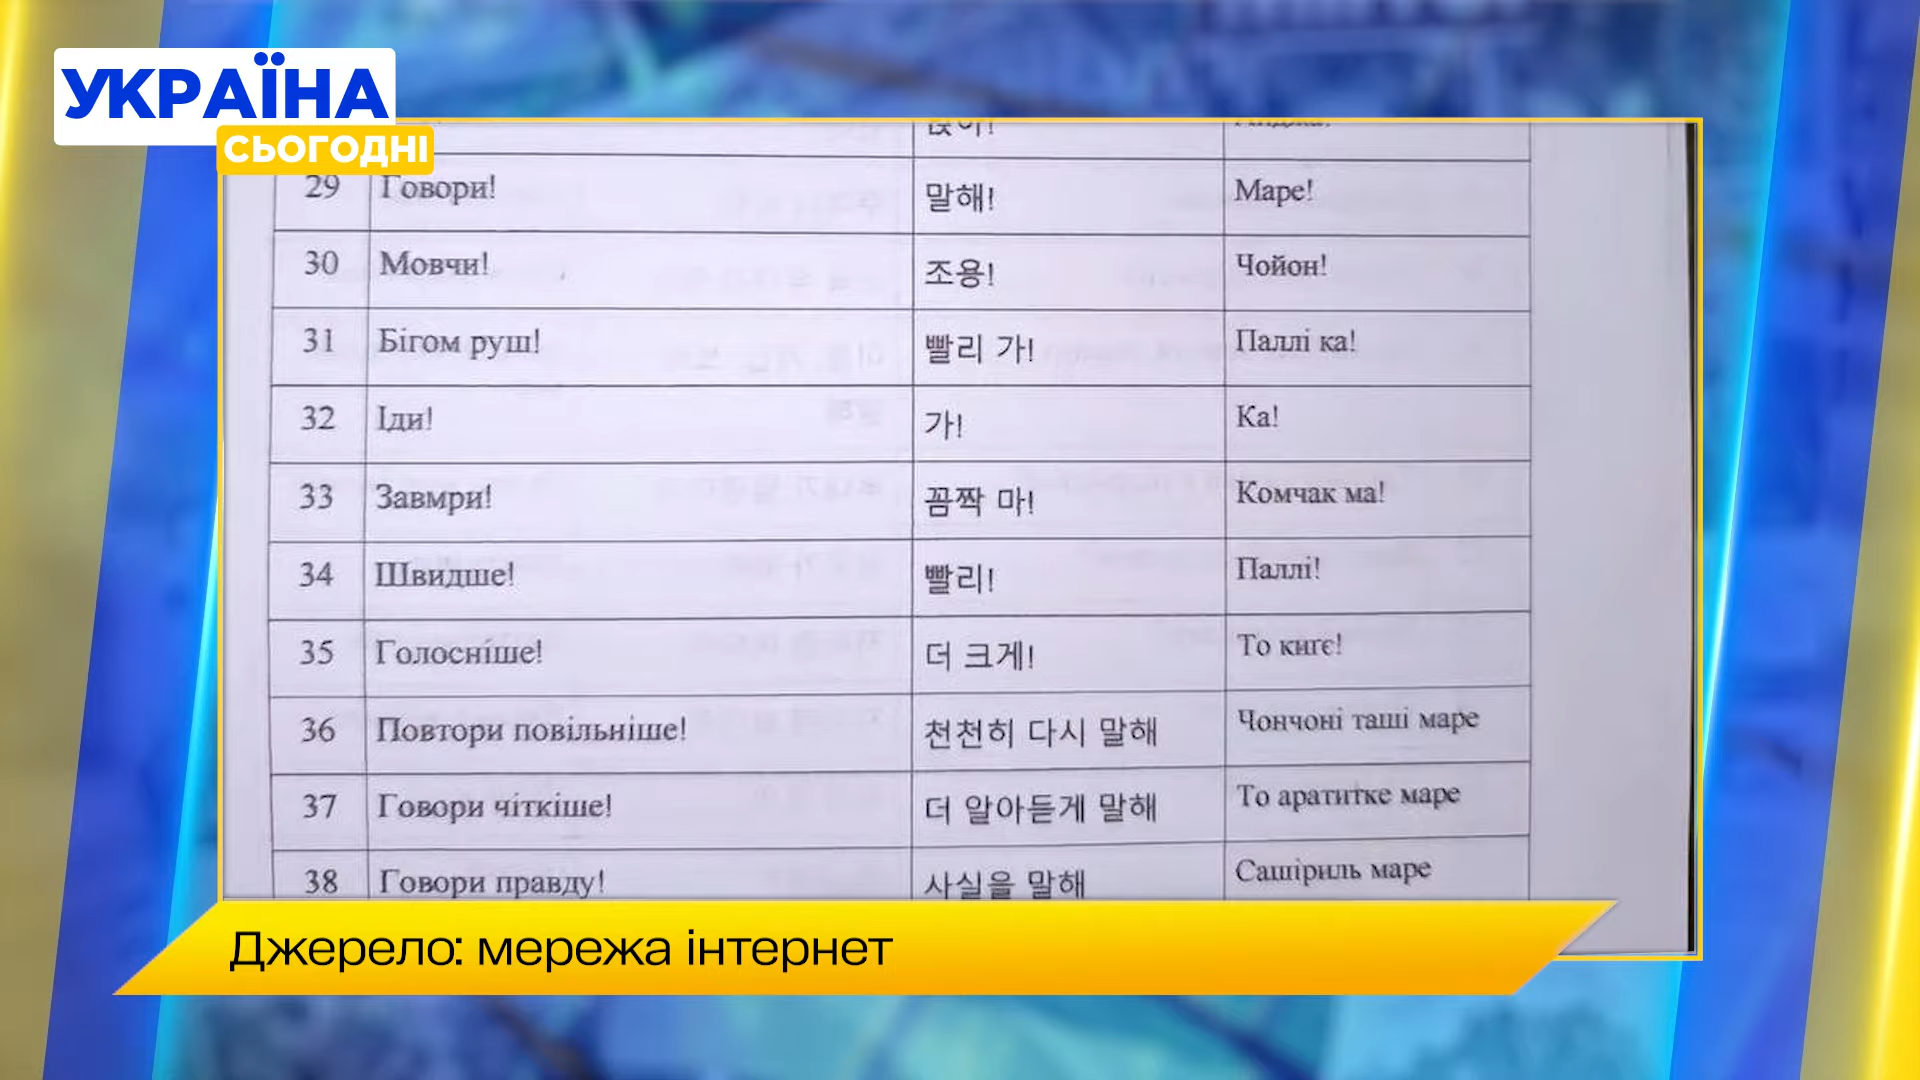 УКРАЇНА
СЬОГОДНІ
29 Говори! 말해! Маре!
30 Мовчи! 조용! Чойон!
31 Бігом руш! 빨리 가! Паллі ка!
32 Іди! 가! Ка!
33 Завмри! 꼼짝 마! Комчак ма!
34 Швидше! 빨리! Паллі!
35 Голосніше! 더 크게! То киге!
36 Повтори повільніше! 천천히 다시 말해 Чончоні таші маре
37 Говори чіткіше! 더 알아듣게 말해 То аратитке маре
38 Говори правду! 사실을 말해 Сашіриль маре
Джерело: мережа інтернет